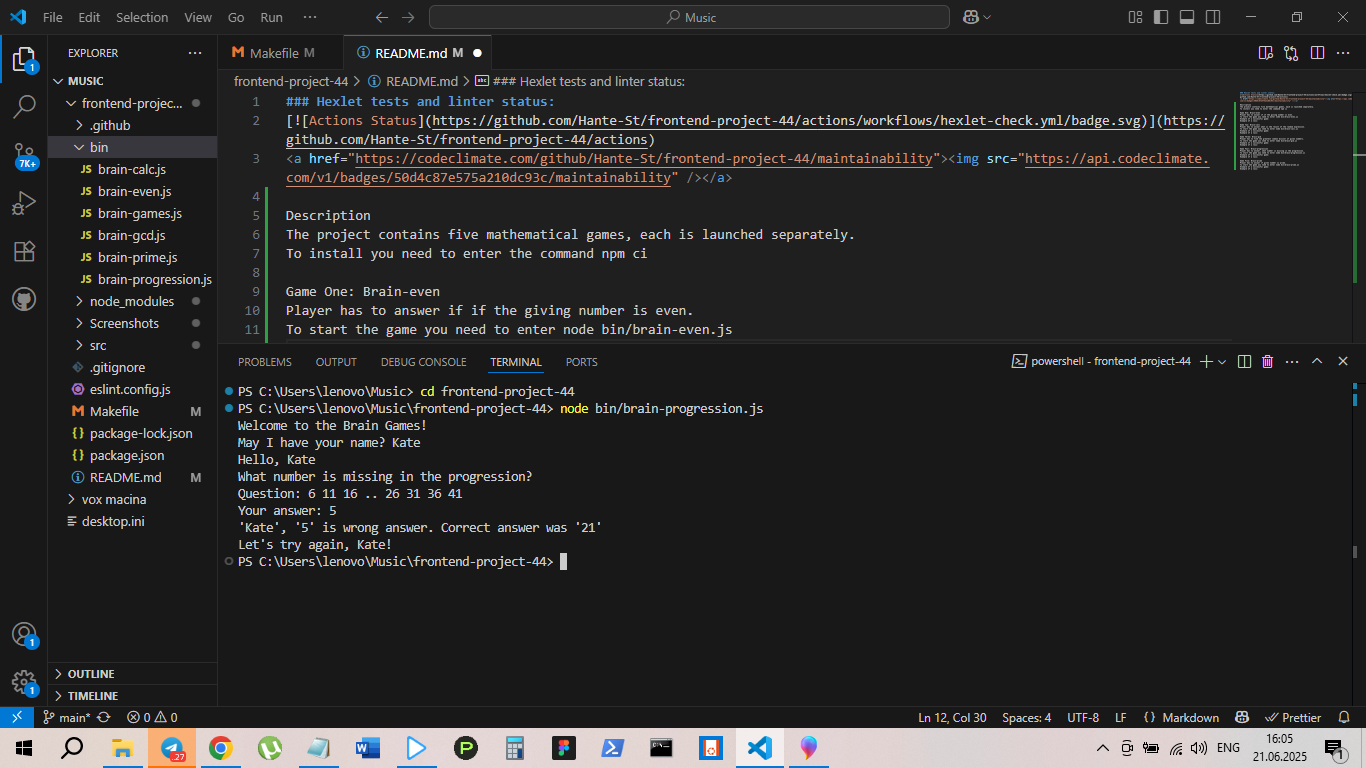 File Edit Selection View Go Run ··· Music
EXPLORER ···
MUSIC
frontend-projec...
.github
bin
JS brain-calc.js
JS brain-even.js
JS brain-games.js
JS brain-gcd.js
JS brain-prime.js
JS brain-progression.js
node_modules
Screenshots
src
.gitignore
eslint.config.js
Makefile M
package-lock.json
package.json
README.md M
vox macina
desktop.ini
OUTLINE
TIMELINE
1
7K+
1
1
Makefile M README.md M
frontend-project-44 > README.md > ### Hexlet tests and linter status:
1 ### Hexlet tests and linter status:
2 [![Actions Status](https://github.com/Hante-St/frontend-project-44/actions/workflows/hexlet-check.yml/badge.svg)](https://
github.com/Hante-St/frontend-project-44/actions)
3 <a href="https://codeclimate.com/github/Hante-St/frontend-project-44/maintainability"><img src="https://api.codeclimate.
com/v1/badges/50d4c87e575a210dc93c/maintainability" /></a>
4
5 Description
6 The project contains five mathematical games, each is launched separately.
7 To install you need to enter the command npm ci
8
9 Game One: Brain-even
10 Player has to answer if if the giving number is even.
11 To start the game you need to enter node bin/brain-even.js
PROBLEMS OUTPUT DEBUG CONSOLE TERMINAL PORTS
powershell - frontend-project-44
PS C:\Users\lenovo\Music> cd frontend-project-44
PS C:\Users\lenovo\Music\frontend-project-44> node bin/brain-progression.js
Welcome to the Brain Games!
May I have your name? Kate
Hello, Kate
What number is missing in the progression?
Question: 6 11 16 .. 26 31 36 41
Your answer: 5
'Kate', '5' is wrong answer. Correct answer was '21'
Let's try again, Kate!
PS C:\Users\lenovo\Music\frontend-project-44>
main* 0 0 Ln 12, Col 30 Spaces: 4 UTF-8 LF {} Markdown Prettier
27 ENG 16:05
21.06.2025
1